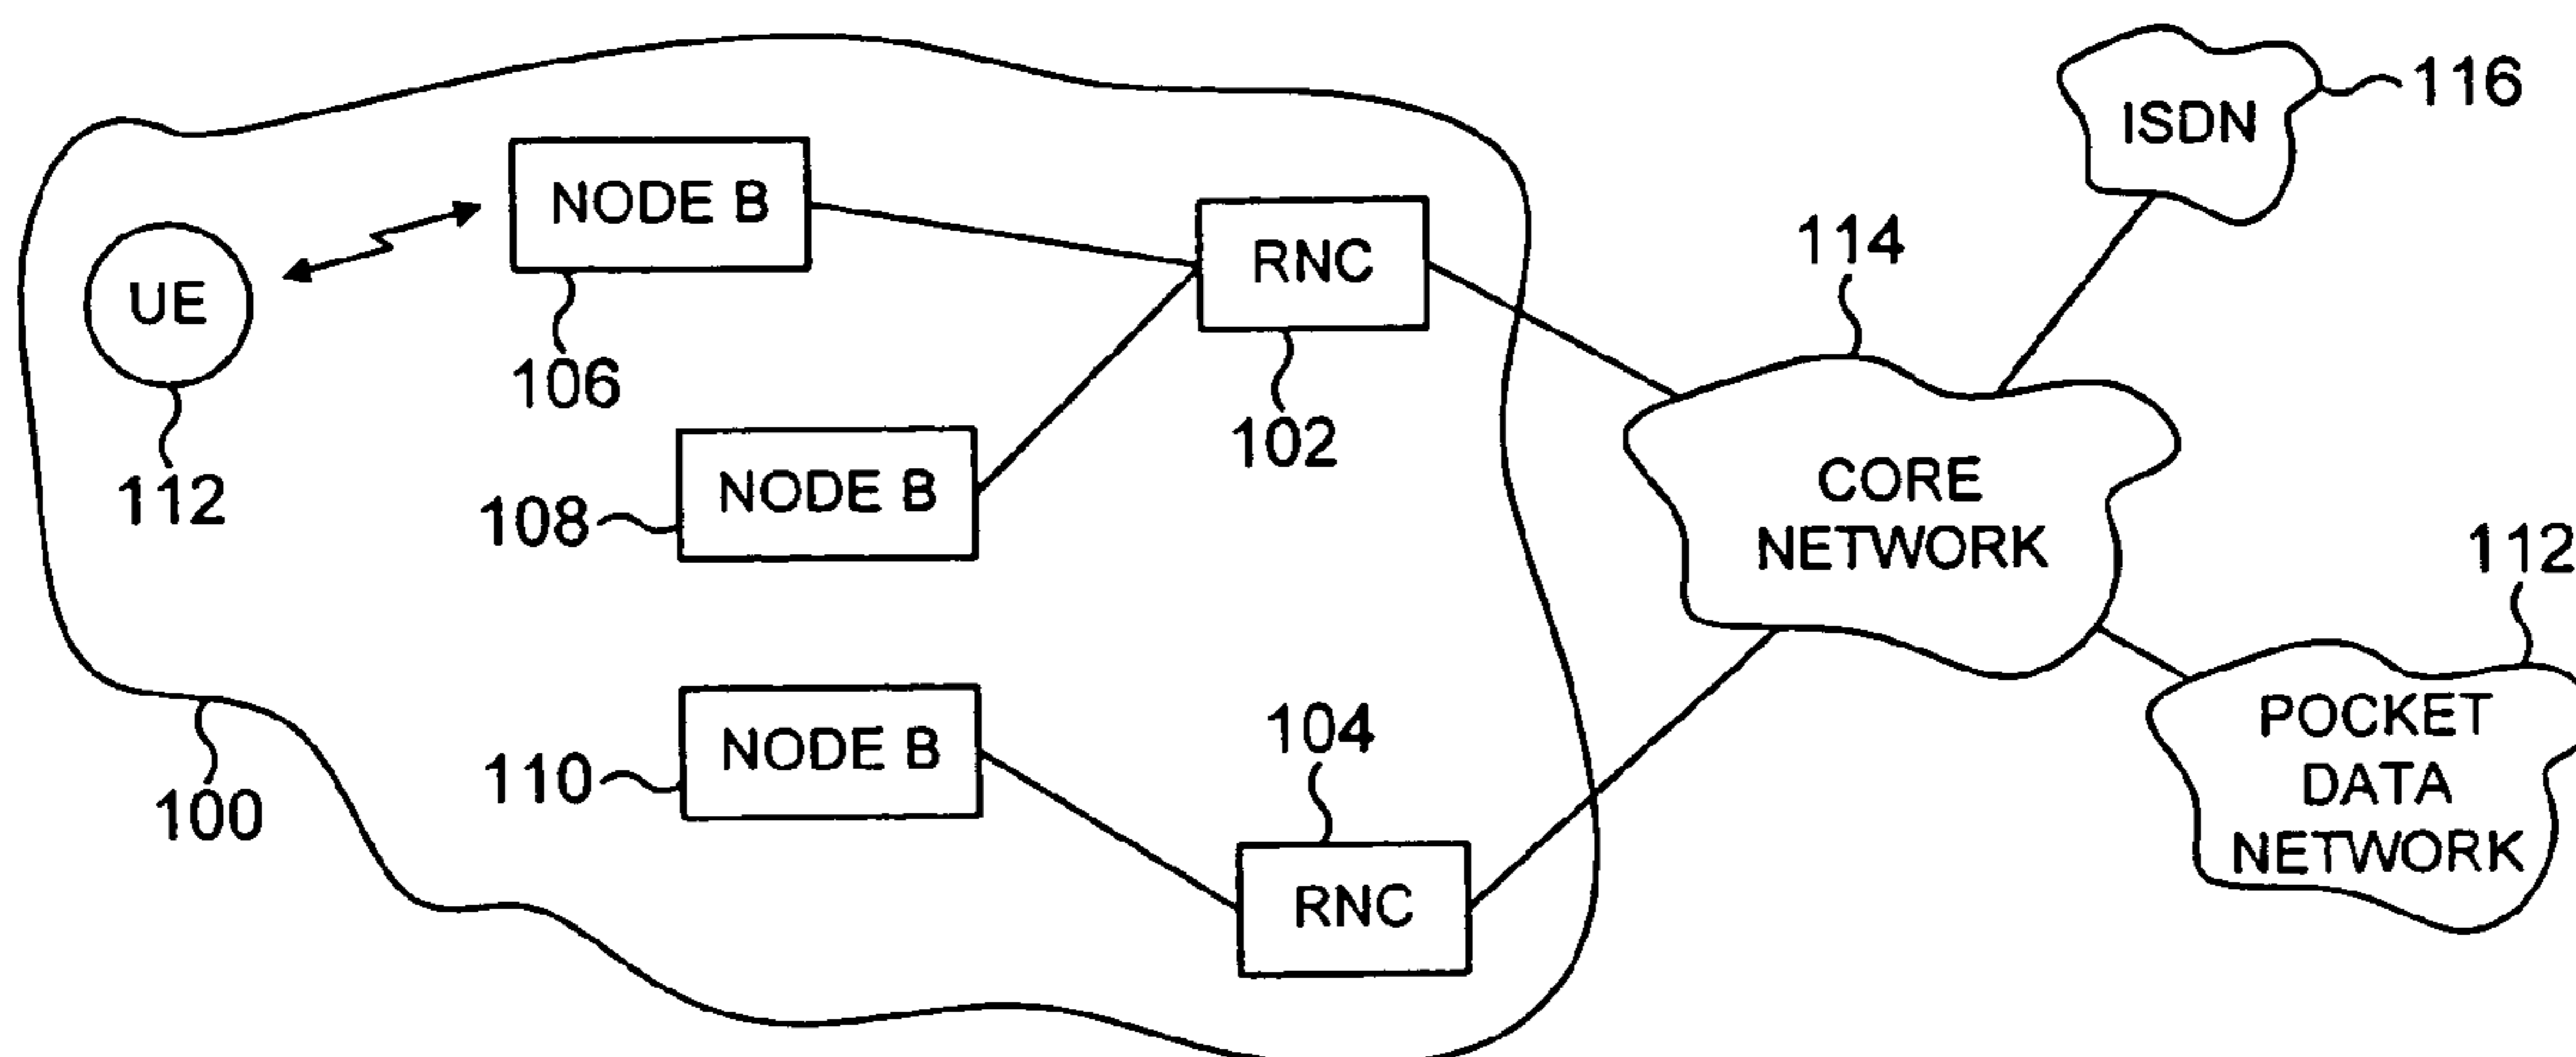 ISDN
116
NODE B
UE
RNC
114
106
102
112
CORE
NETWORK
NODE B
108
112
POCKET
DATA
NETWORK
NODE B
110
104
100
RNC